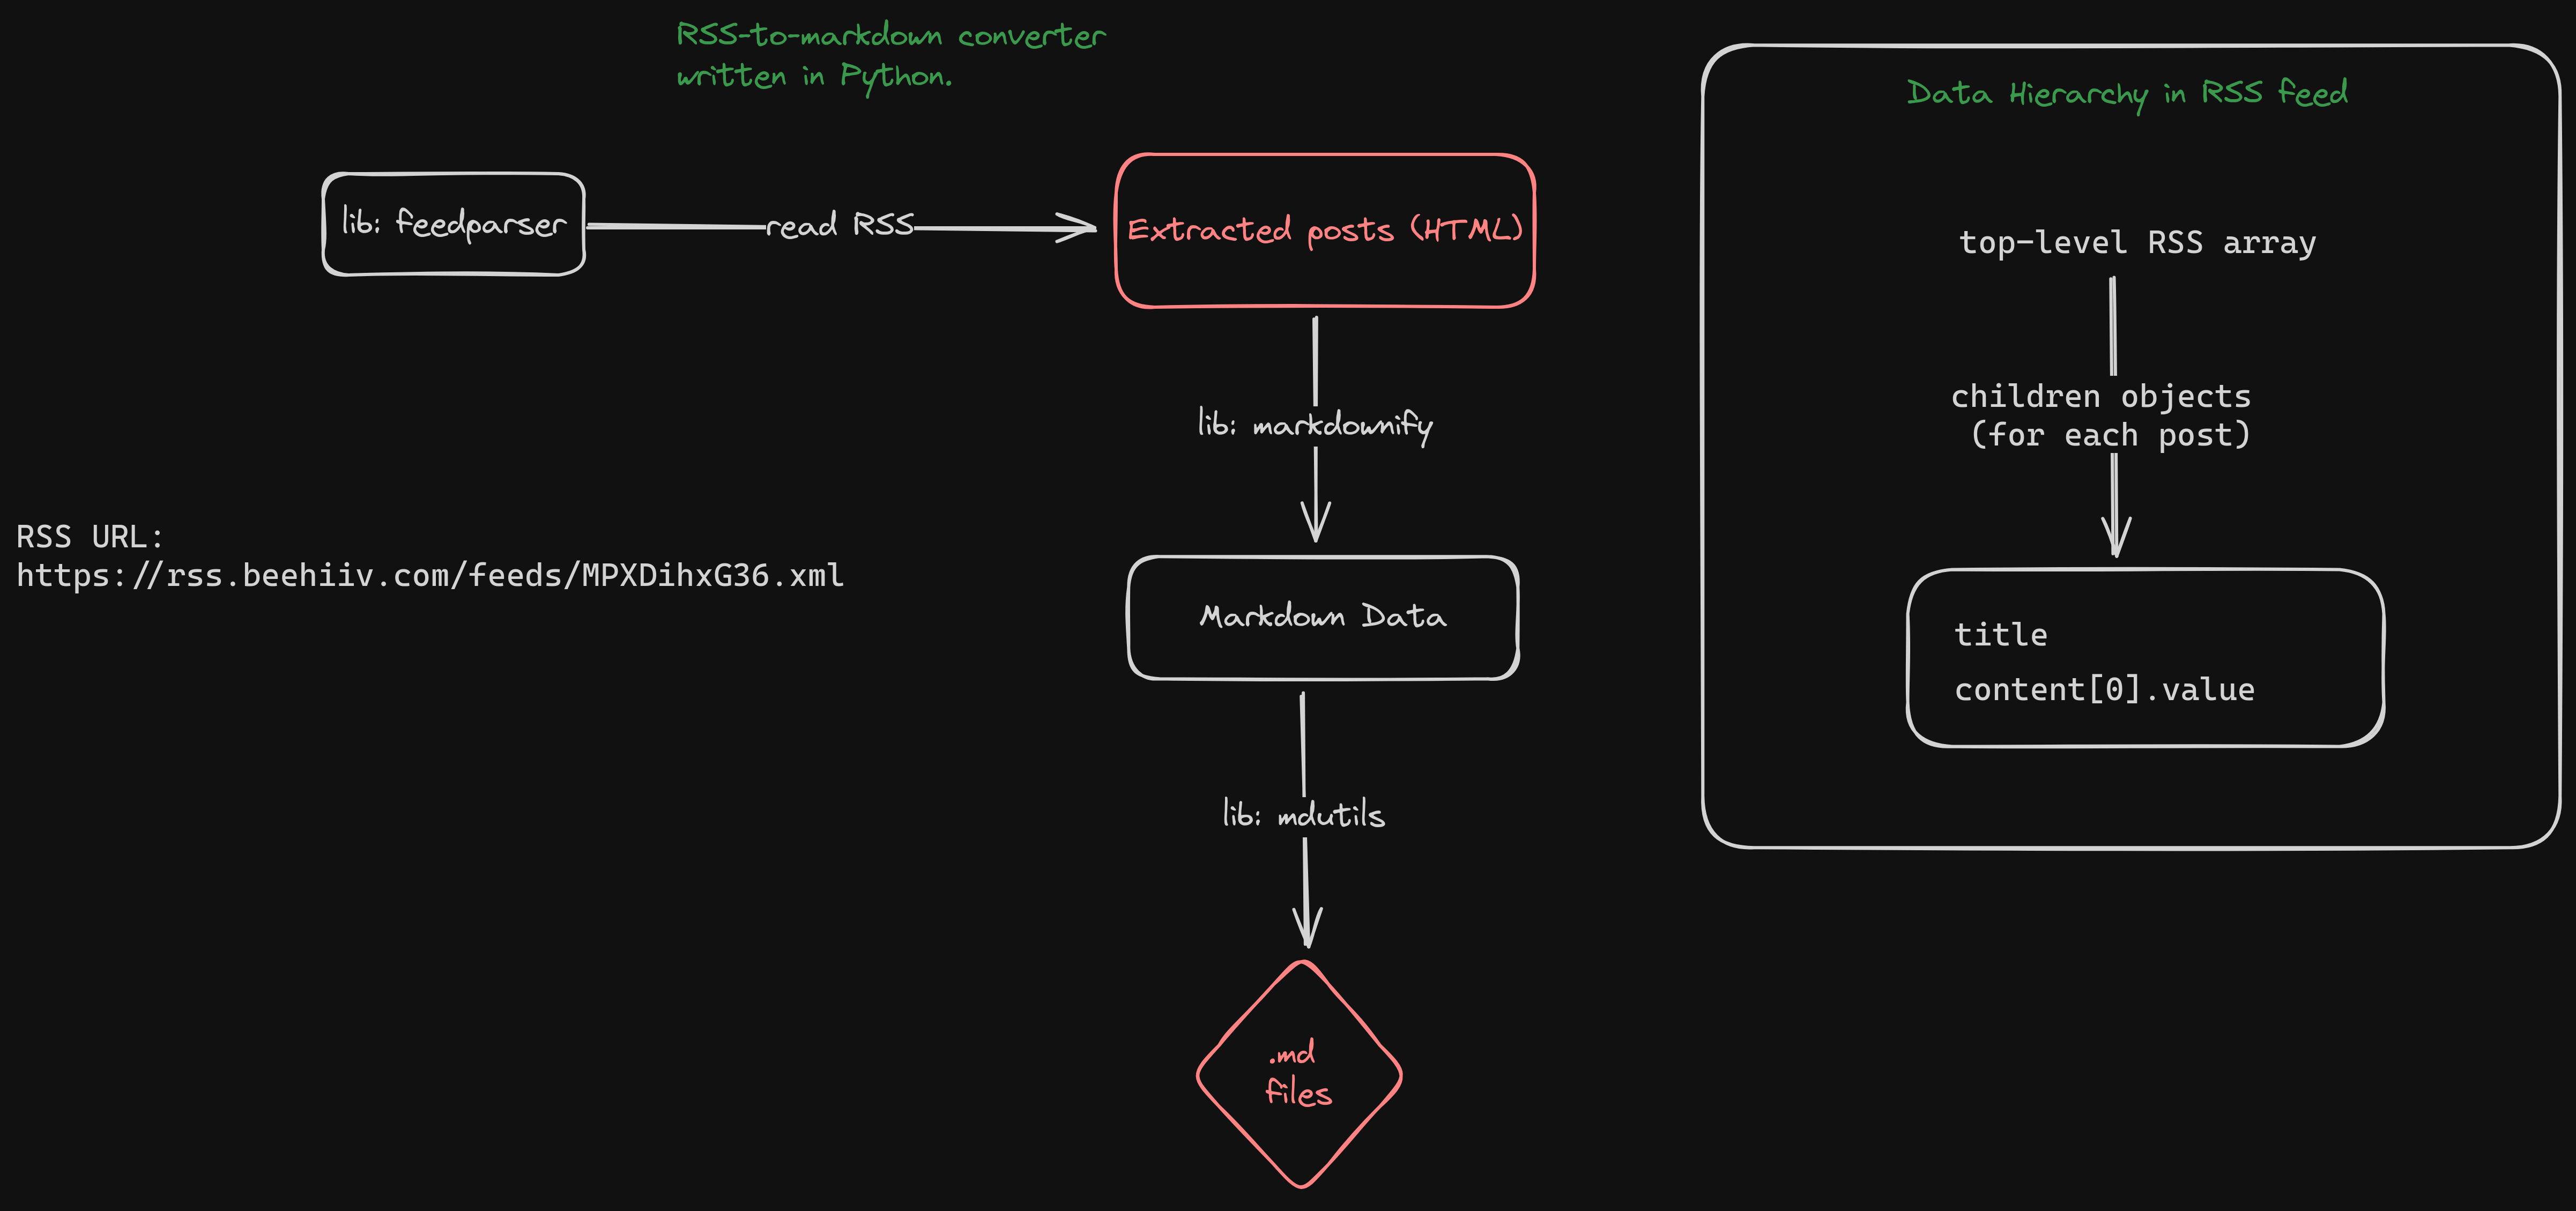 RSS-to-markdown converter
written in Python.
lib: feedparser
read RSS
Extracted posts (HTML)
lib: markdownify
RSS URL:
https://rss.beehiiv.com/feeds/MPXDihxG36.xml
Markdown Data
lib: mdutils
.md
files
Data Hierarchy in RSS feed
top-level RSS array
children objects
(for each post)
title
content[0].value